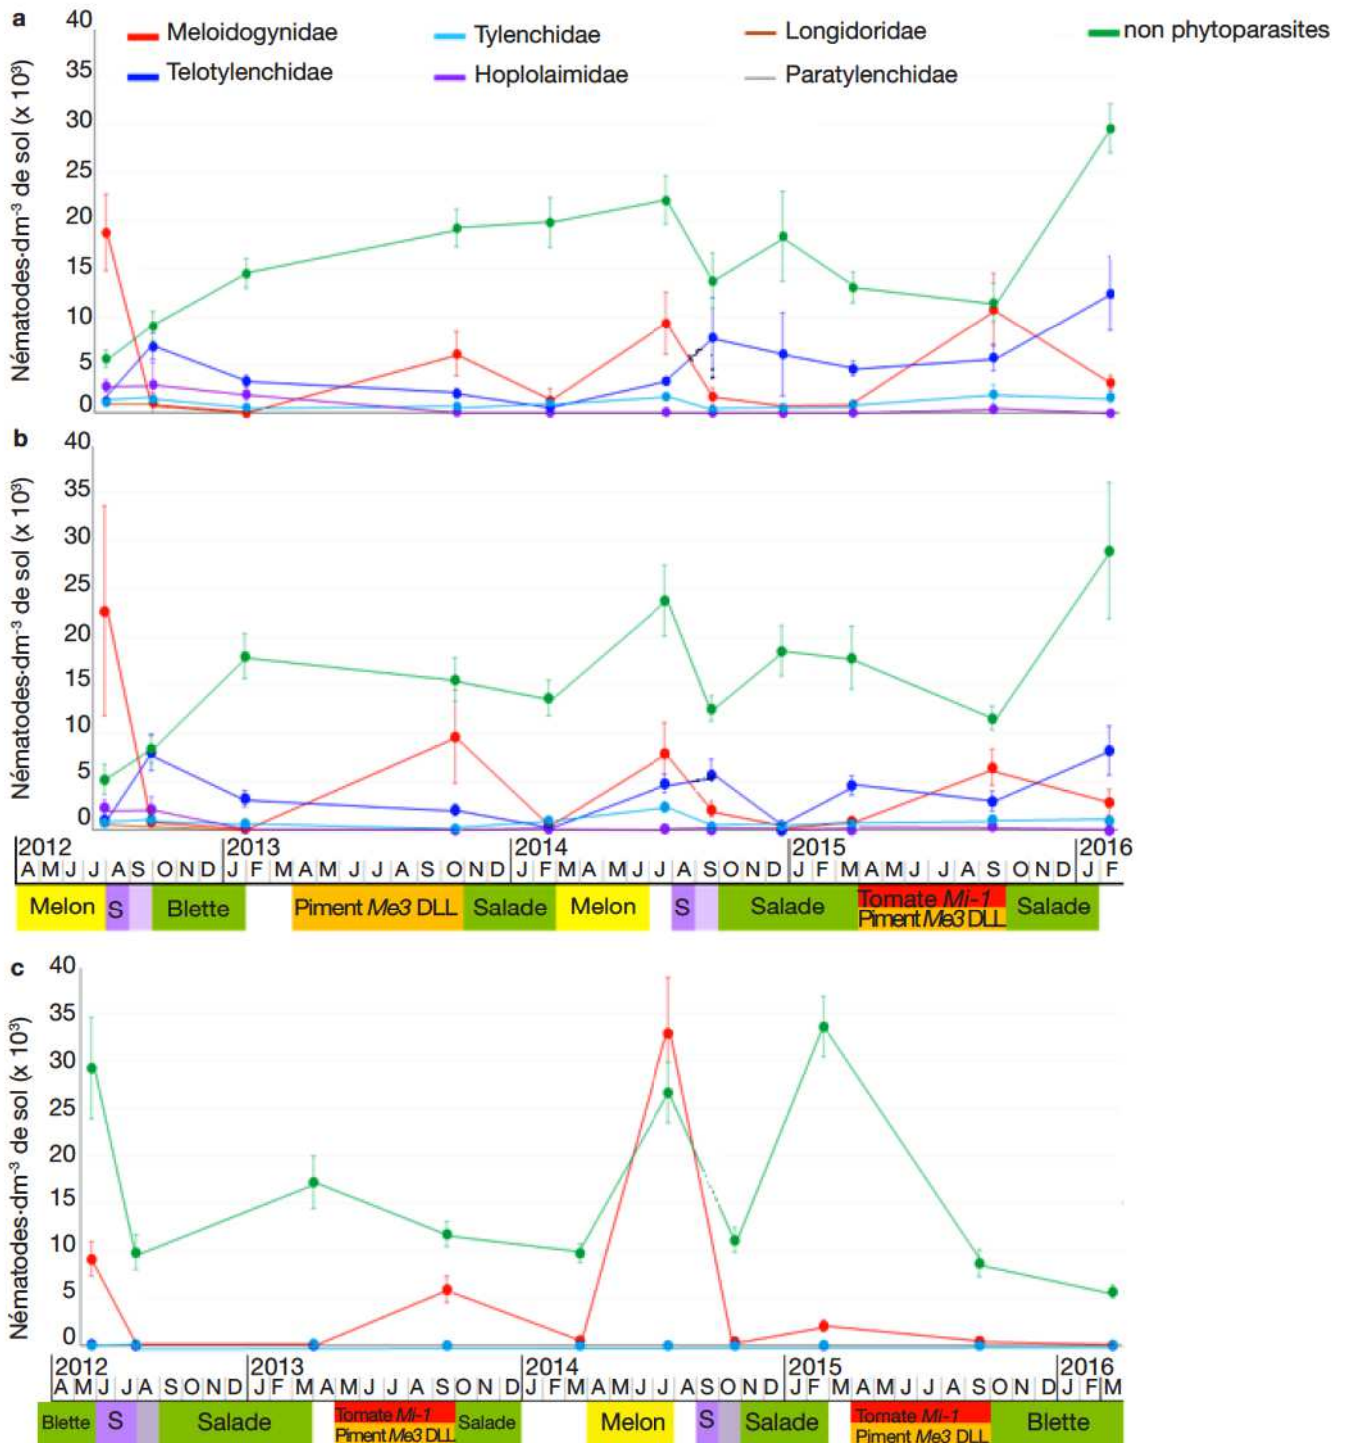 a
Meloidogynidae Tylenchidae Longidoridae non phytoparasites
Telotylenchidae Hoplolaimidae Paratylenchidae
Nématodes·dm⁻³ de sol (x 10³)
40
35
30
25
20
15
10
5
0
b
Nématodes·dm⁻³ de sol (x 10³)
40
35
30
25
20
15
10
5
0
2012 2013 2014 2015 2016
A M J J A S O N D J F M A M J J A S O N D J F M A M J J A S O N D J F M A M J J A S O N D J F
Melon S Blette Piment Me3 DLL Salade Melon S Salade Tomate Mi-1 Salade
Piment Me3 DLL
c
Nématodes·dm⁻³ de sol (x 10³)
40
35
30
25
20
15
10
5
0
2012 2013 2014 2015 2016
A M J J A S O N D J F M A M J J A S O N D J F M A M J J A S O N D J F M A M J J A S O N D J F M
Blette S Salade Tomate Mi-1 Salade Melon S Salade Tomate Mi-1 Blette
Piment Me3 DLL Piment Me3 DLL